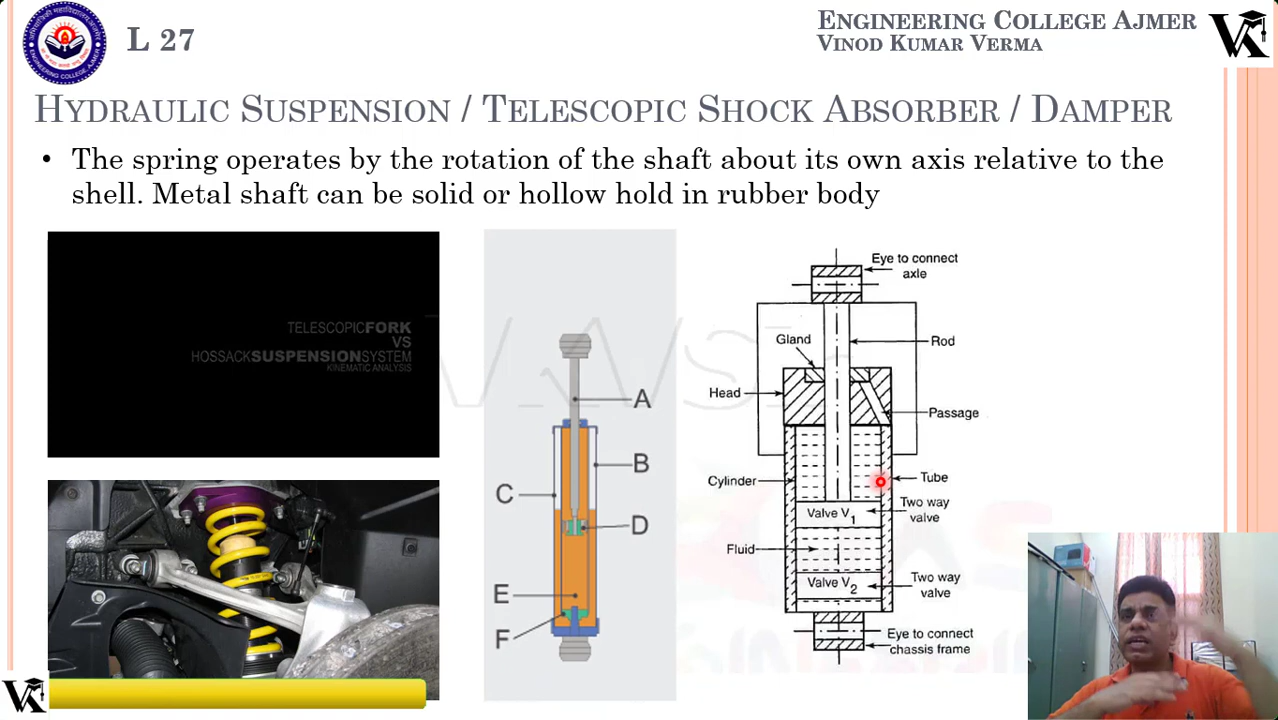 L 27
ENGINEERING COLLEGE AJMER
VINOD KUMAR VERMA
HYDRAULIC SUSPENSION / TELESCOPIC SHOCK ABSORBER / DAMPER
• The spring operates by the rotation of the shaft about its own axis relative to the
shell. Metal shaft can be solid or hollow hold in rubber body
TELESCOPICFORK
VS
HOSSACKSUSPENSIONSYSTEM
KINEMATIC ANALYSIS
A
B
C
D
E
F
Eye to connect
axle
Gland
Rod
Head
Passage
Cylinder
Tube
Valve V1
Two way
valve
Fluid
Valve V2
Two way
valve
Eye to connect
chassis frame